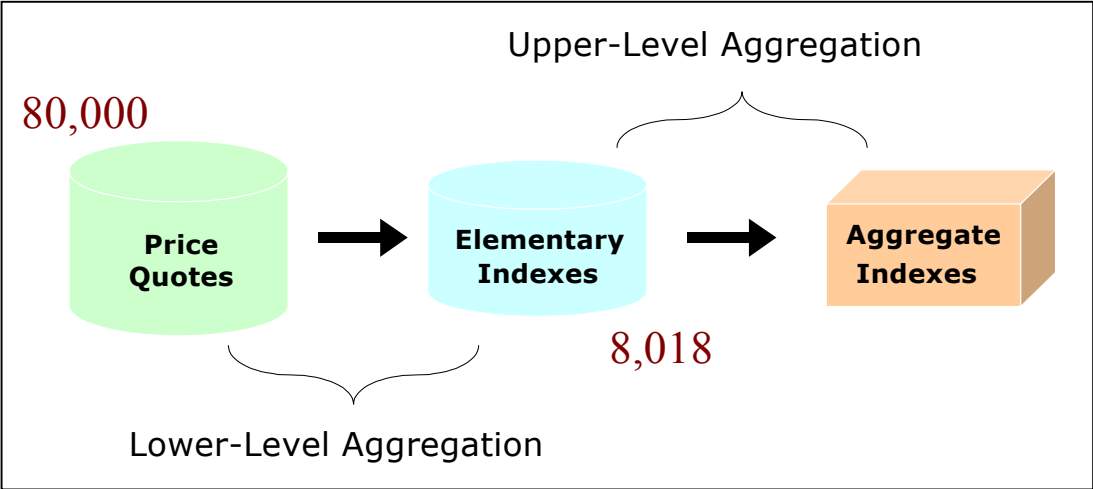 Upper-Level Aggregation
80,000
Price
Quotes
Elementary
Indexes
Aggregate
Indexes
8,018
Lower-Level Aggregation